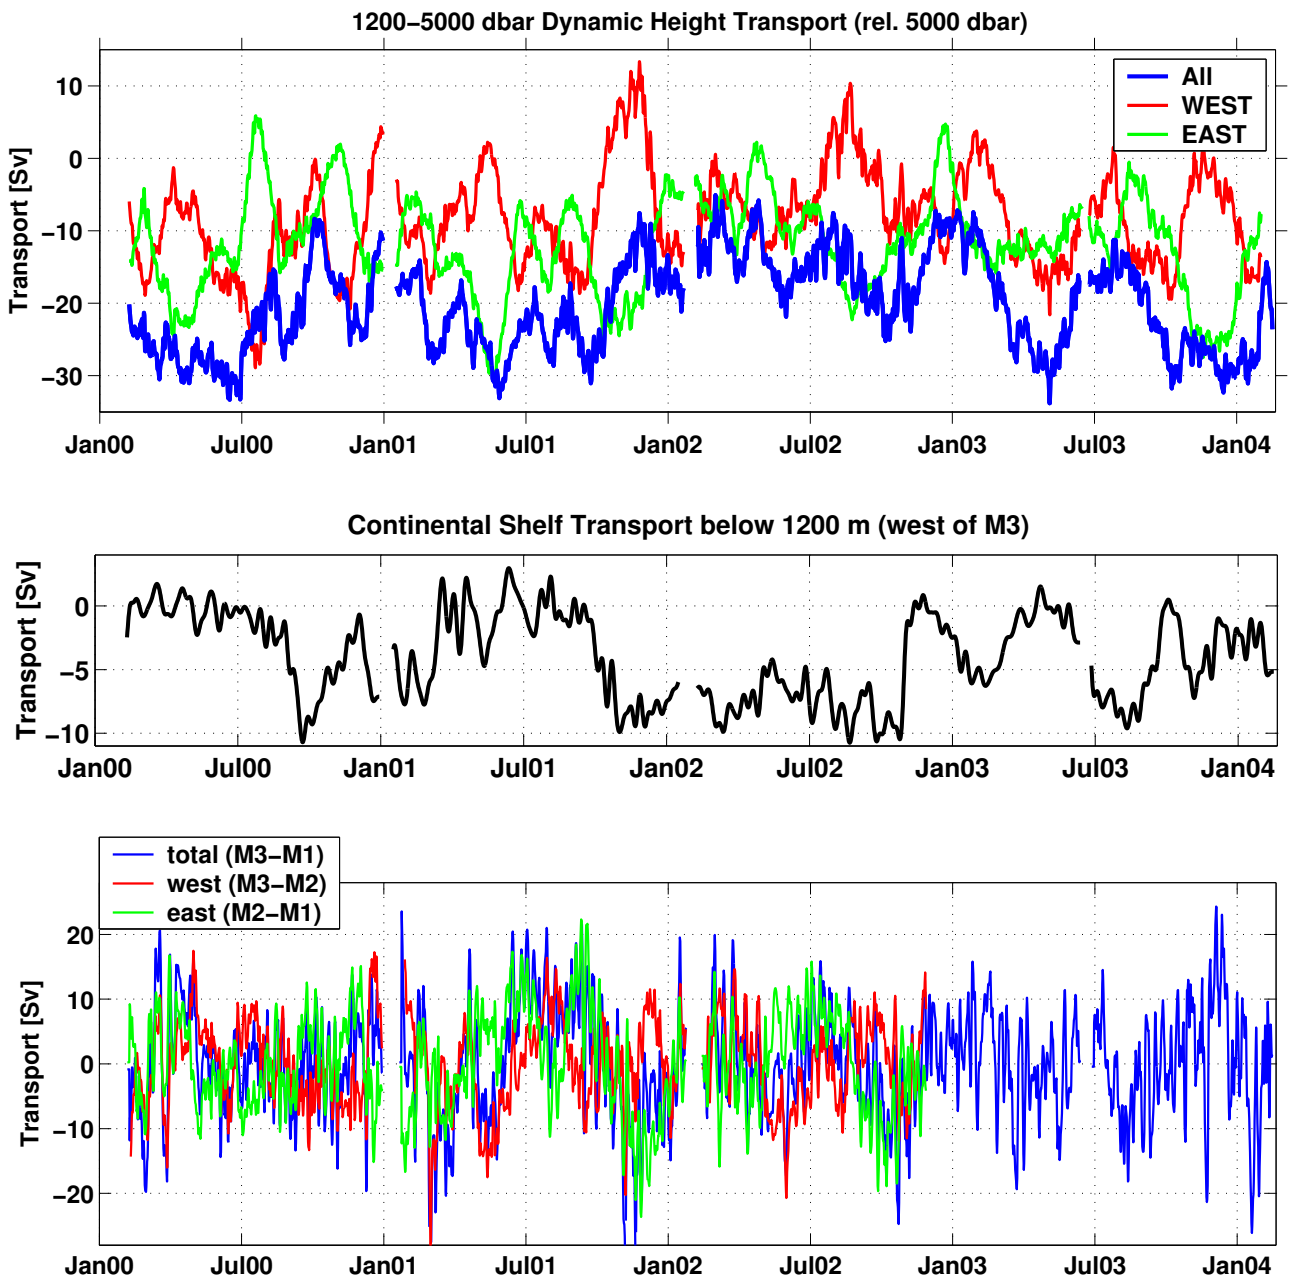 1200−5000 dbar Dynamic Height Transport (rel. 5000 dbar)
Transport [Sv]
10
0
−10
−20
−30
All
WEST
EAST
Jan00 Jul00 Jan01 Jul01 Jan02 Jul02 Jan03 Jul03 Jan04
Continental Shelf Transport below 1200 m (west of M3)
Transport [Sv]
0
−5
−10
Jan00 Jul00 Jan01 Jul01 Jan02 Jul02 Jan03 Jul03 Jan04
total (M3−M1)
west (M3−M2)
east (M2−M1)
Transport [Sv]
20
10
0
−10
−20
Jan00 Jul00 Jan01 Jul01 Jan02 Jul02 Jan03 Jul03 Jan04